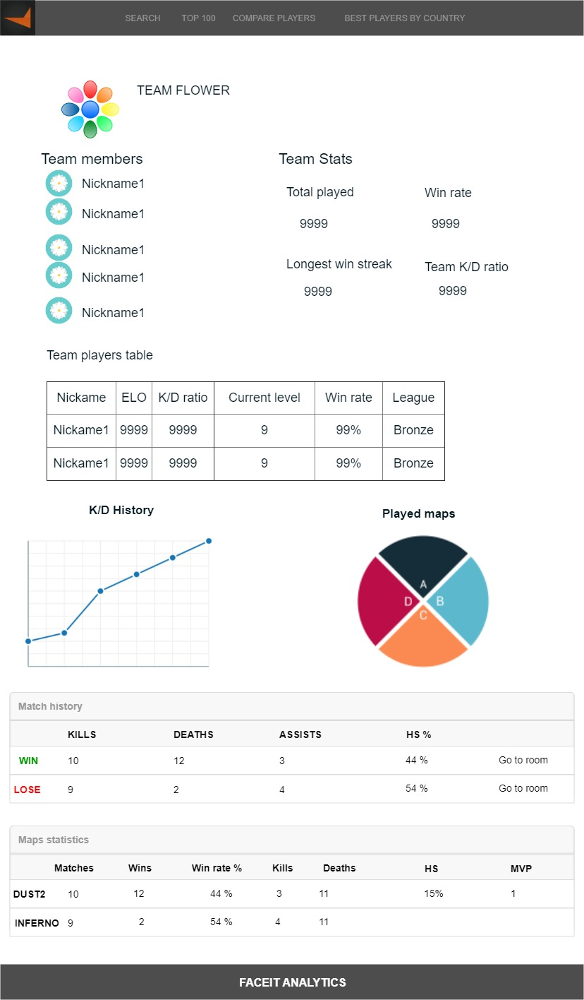 SEARCH TOP 100 COMPARE PLAYERS BEST PLAYERS BY COUNTRY
TEAM FLOWER
Team members
Nickname1
Nickname1
Nickname1
Nickname1
Nickname1
Team Stats
Total played Win rate
9999 9999
Longest win streak Team K/D ratio
9999 9999
Team players table
Nickame ELO K/D ratio Current level Win rate League
Nickame1 9999 9999 9 99% Bronze
Nickame1 9999 9999 9 99% Bronze
K/D History
Played maps
A
B
C
D
Match history
KILLS DEATHS ASSISTS HS %
WIN 10 12 3 44 % Go to room
LOSE 9 2 4 54 % Go to room
Maps statistics
Matches Wins Win rate % Kills Deaths HS MVP
DUST2 10 12 44 % 3 11 15% 1
INFERNO 9 2 54 % 4 11
FACEIT ANALYTICS